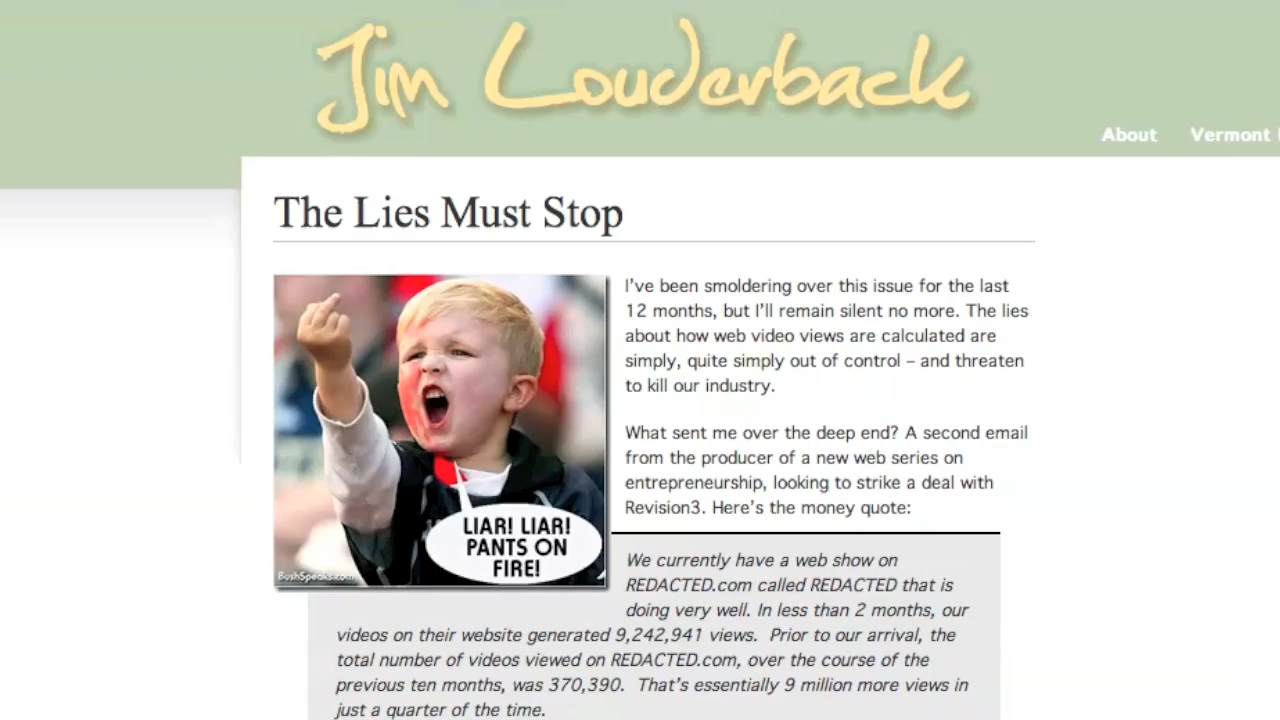 Jim Louderback
About Vermont
The Lies Must Stop
I've been smoldering over this issue for the last
12 months, but I'll remain silent no more. The lies
about how web video views are calculated are
simply, quite simply out of control – and threaten
to kill our industry.
What sent me over the deep end? A second email
from the producer of a new web series on
entrepreneurship, looking to strike a deal with
Revision3. Here's the money quote:
LIAR! LIAR!
PANTS ON
FIRE!
BushSpeaks.com
We currently have a web show on
REDACTED.com called REDACTED that is
doing very well. In less than 2 months, our
videos on their website generated 9,242,941 views. Prior to our arrival, the
total number of videos viewed on REDACTED.com, over the course of the
previous ten months, was 370,390. That's essentially 9 million more views in
just a quarter of the time.